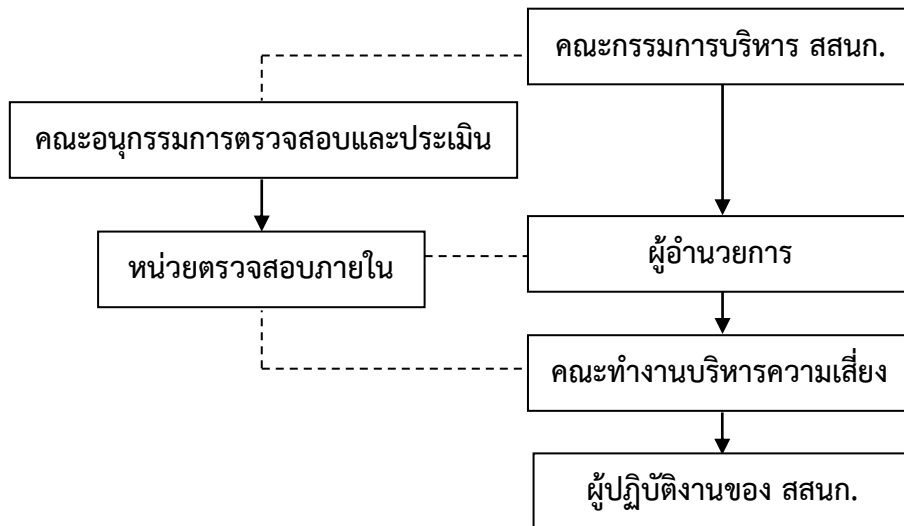 คณะกรรมการบริหาร สสนก.
คณะอนุกรรมการตรวจสอบและประเมิน
หน่วยตรวจสอบภายใน
ผู้อำนวยการ
คณะทำงานบริหารความเสี่ยง
ผู้ปฏิบัติงานของ สสนก.